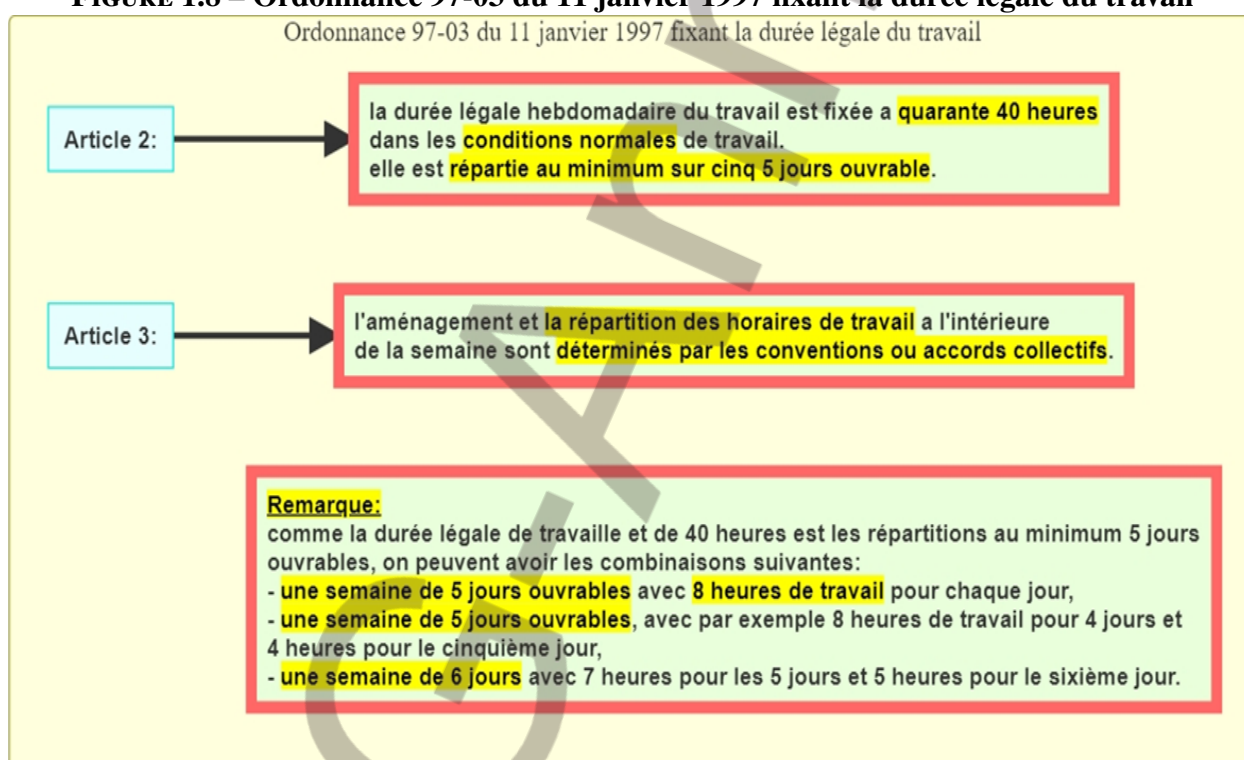 FIGURE 1.8 – Ordonnance 97-03 du 11 janvier 1997 fixant la durée légale du travail
Ordonnance 97-03 du 11 janvier 1997 fixant la durée légale du travail
Article 2:
la durée légale hebdomadaire du travail est fixée a quarante 40 heures
dans les conditions normales de travail.
elle est répartie au minimum sur cinq 5 jours ouvrable.
Article 3:
l'aménagement et la répartition des horaires de travail a l'intérieure
de la semaine sont déterminés par les conventions ou accords collectifs.
Remarque:
comme la durée légale de travaille et de 40 heures est les répartitions au minimum 5 jours
ouvrables, on peuvent avoir les combinaisons suivantes:
- une semaine de 5 jours ouvrables avec 8 heures de travail pour chaque jour,
- une semaine de 5 jours ouvrables, avec par exemple 8 heures de travail pour 4 jours et
4 heures pour le cinquième jour,
- une semaine de 6 jours avec 7 heures pour les 5 jours et 5 heures pour le sixième jour.